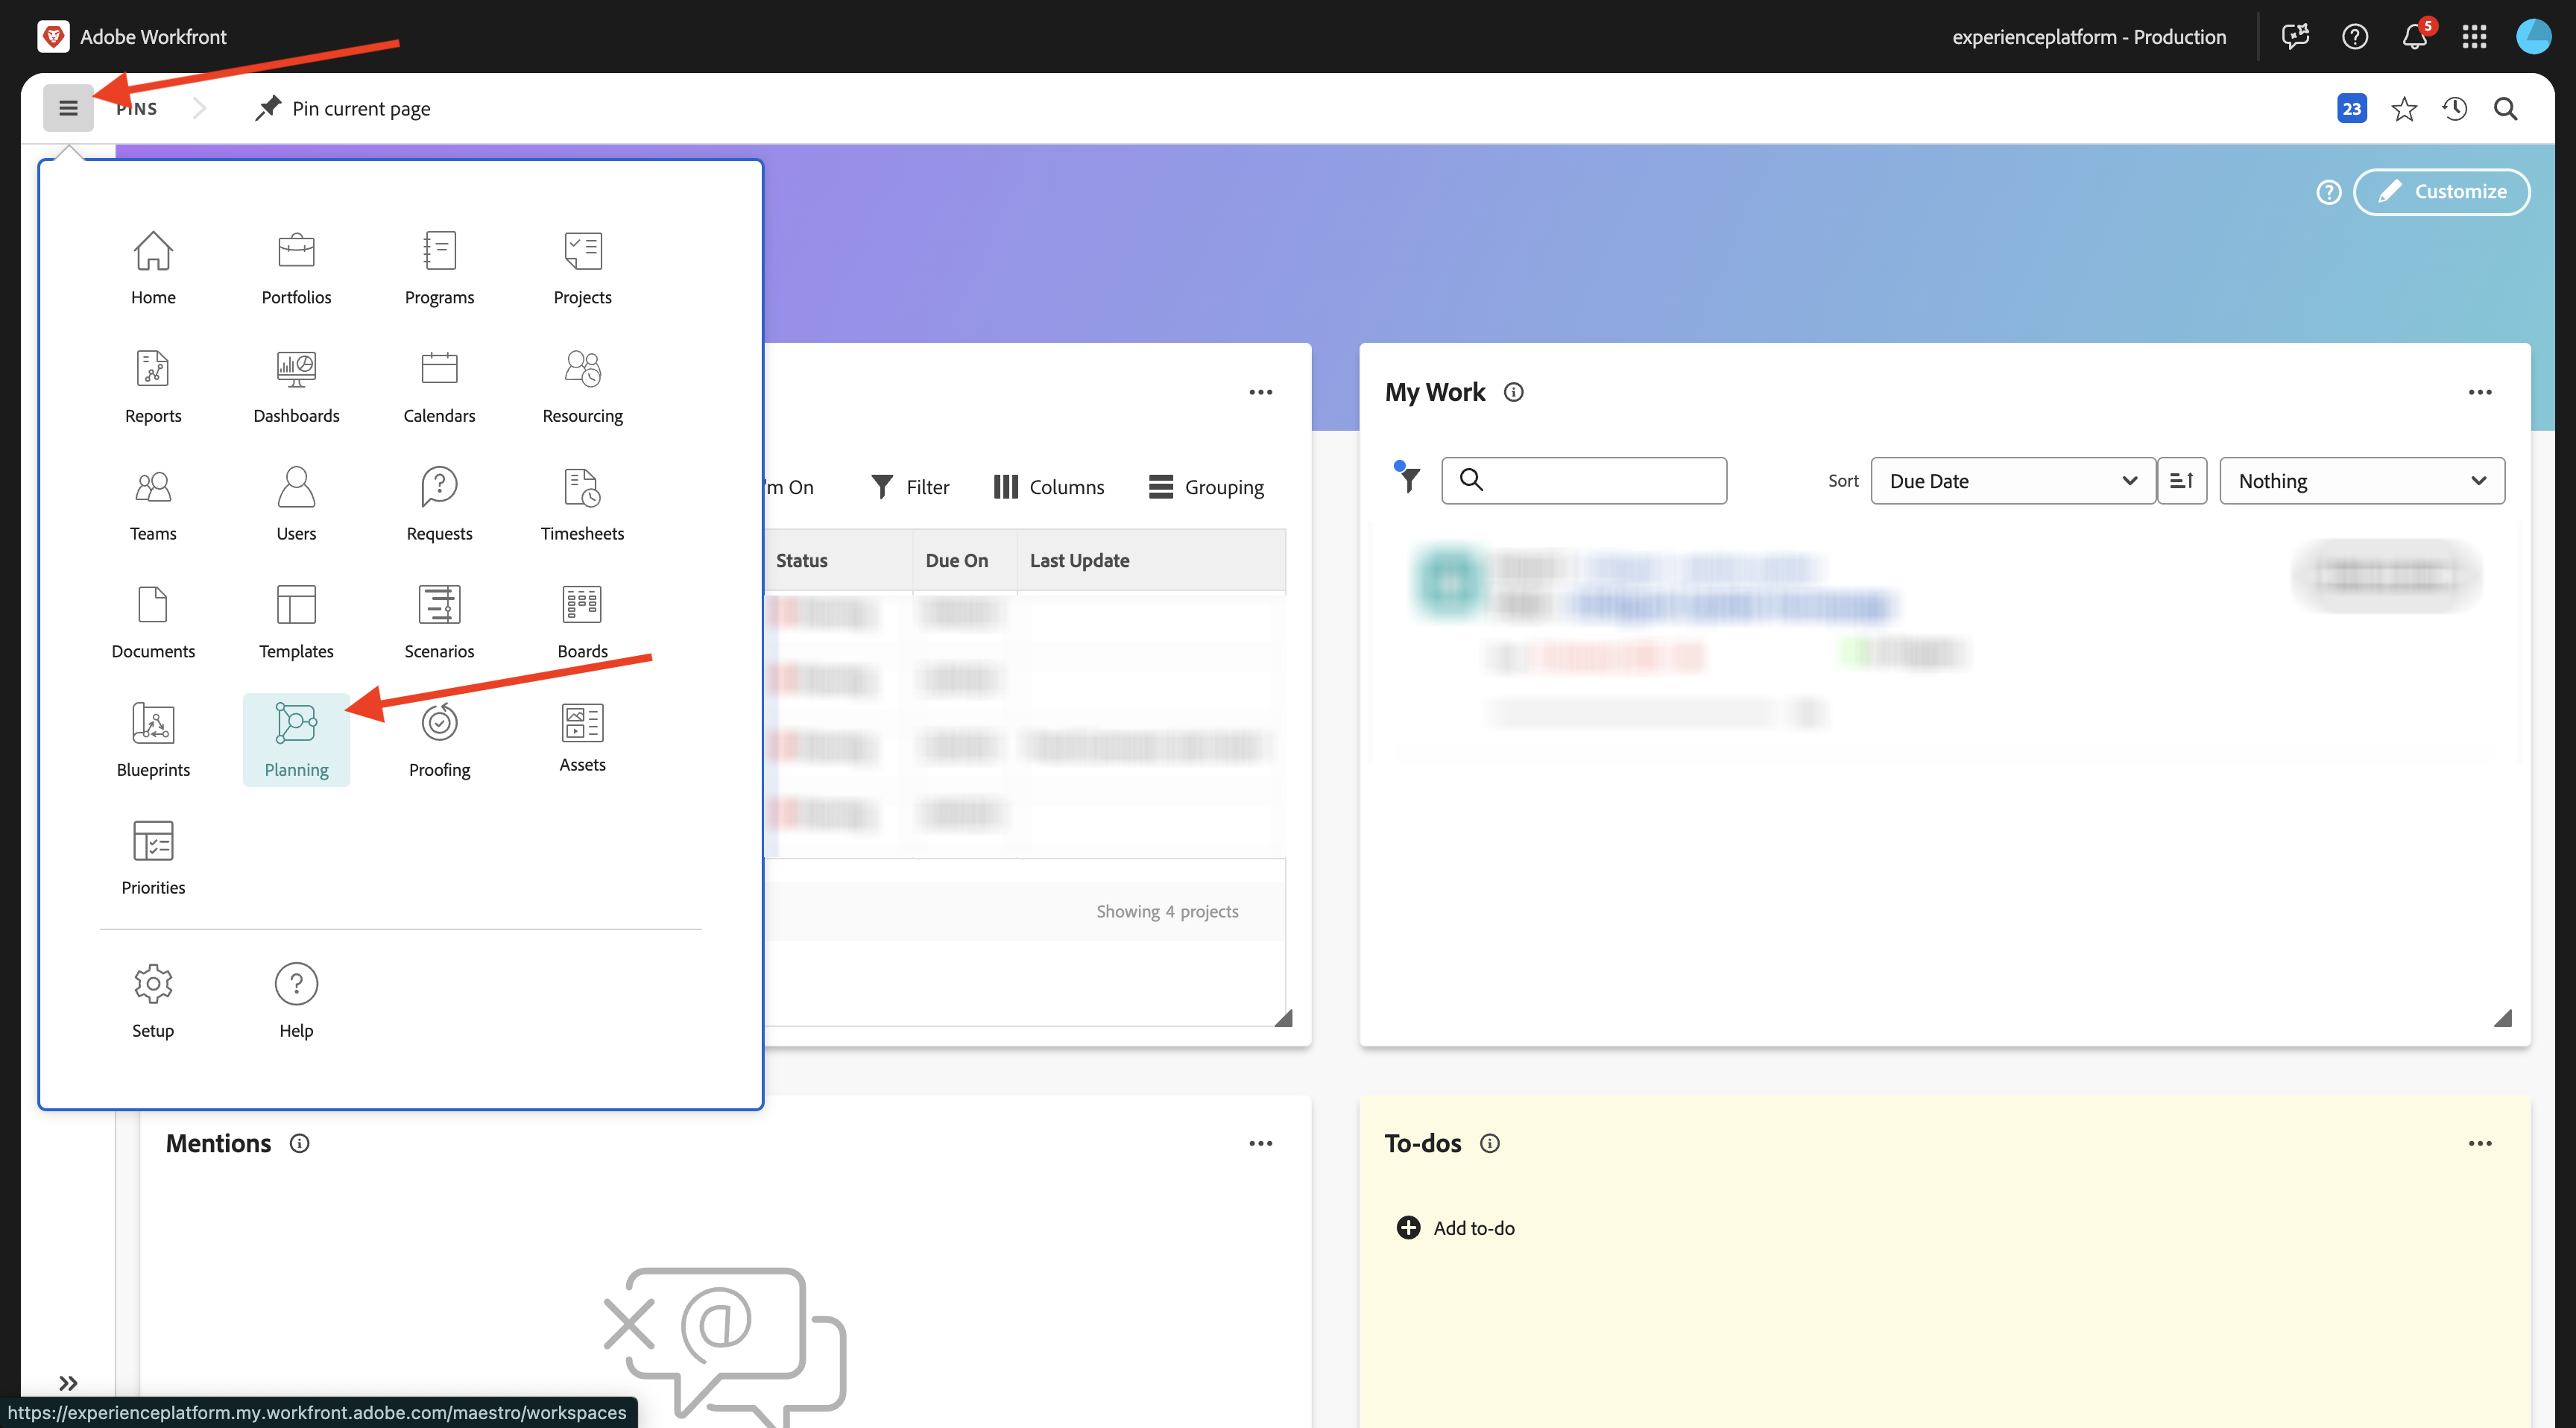 Adobe Workfront
experienceplatform - Production
5
PINS
Pin current page
23
Customize
Home
Portfolios
Programs
Projects
Reports
Dashboards
Calendars
Resourcing
Teams
Users
Requests
Timesheets
Documents
Templates
Scenarios
Boards
Blueprints
Planning
Proofing
Assets
Priorities
Setup
Help
'm On
Filter
Columns
Grouping
Status
Due On
Last Update
Showing 4 projects
My Work
Sort
Due Date
Nothing
Mentions
To-dos
Add to-do
https://experienceplatform.my.workfront.adobe.com/maestro/workspaces